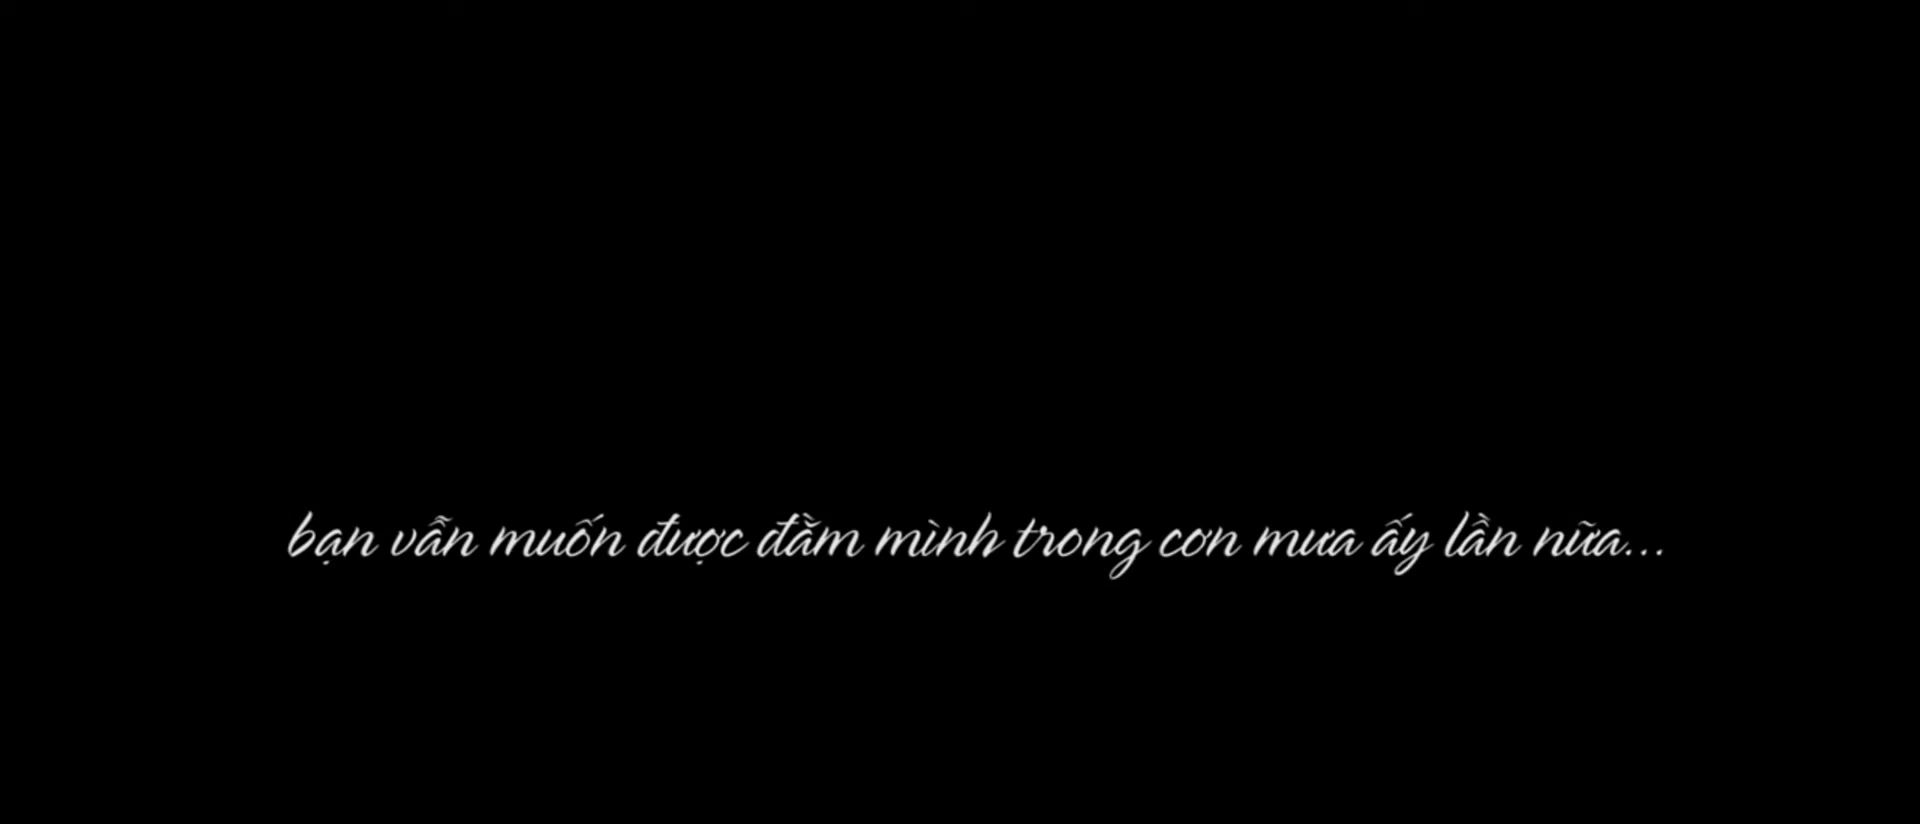 bạn vẫn muốn được đằm mình trong cơn mưa ấy lần nữa...